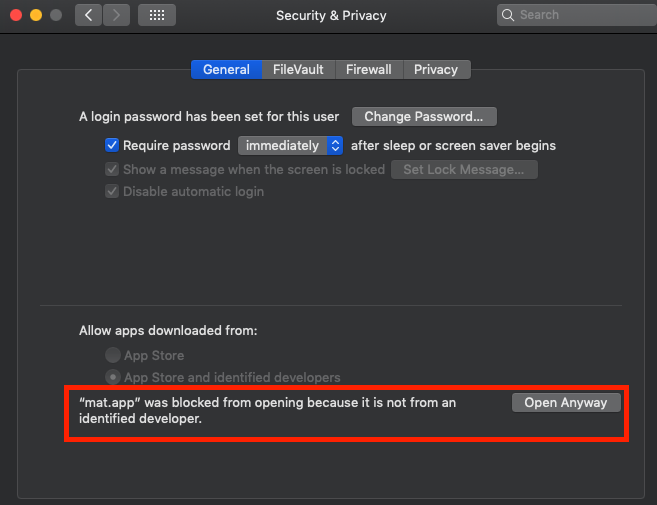 Security & Privacy
Search
General
FileVault
Firewall
Privacy
A login password has been set for this user
Change Password...
Require password immediately after sleep or screen saver begins
Show a message when the screen is locked
Set Lock Message...
Disable automatic login
Allow apps downloaded from:
App Store
App Store and identified developers
“mat.app” was blocked from opening because it is not from an
identified developer.
Open Anyway